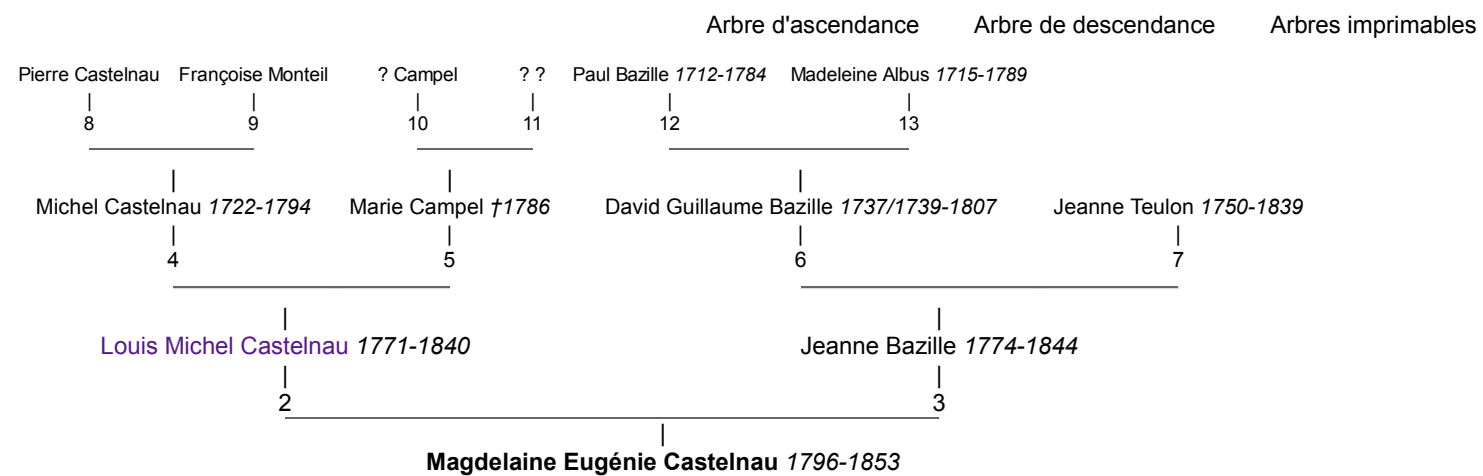 Arbre d'ascendance Arbre de descendance Arbres imprimables
Pierre Castelnau Françoise Monteil ? Campel ? ? Paul Bazille 1712-1784 Madeleine Albus 1715-1789
8 9 10 11 12 13
Michel Castelnau 1722-1794 Marie Campel †1786 David Guillaume Bazille 1737/1739-1807 Jeanne Teulon 1750-1839
4 5 6 7
Louis Michel Castelnau 1771-1840 Jeanne Bazille 1774-1844
2 3
Magdelaine Eugénie Castelnau 1796-1853